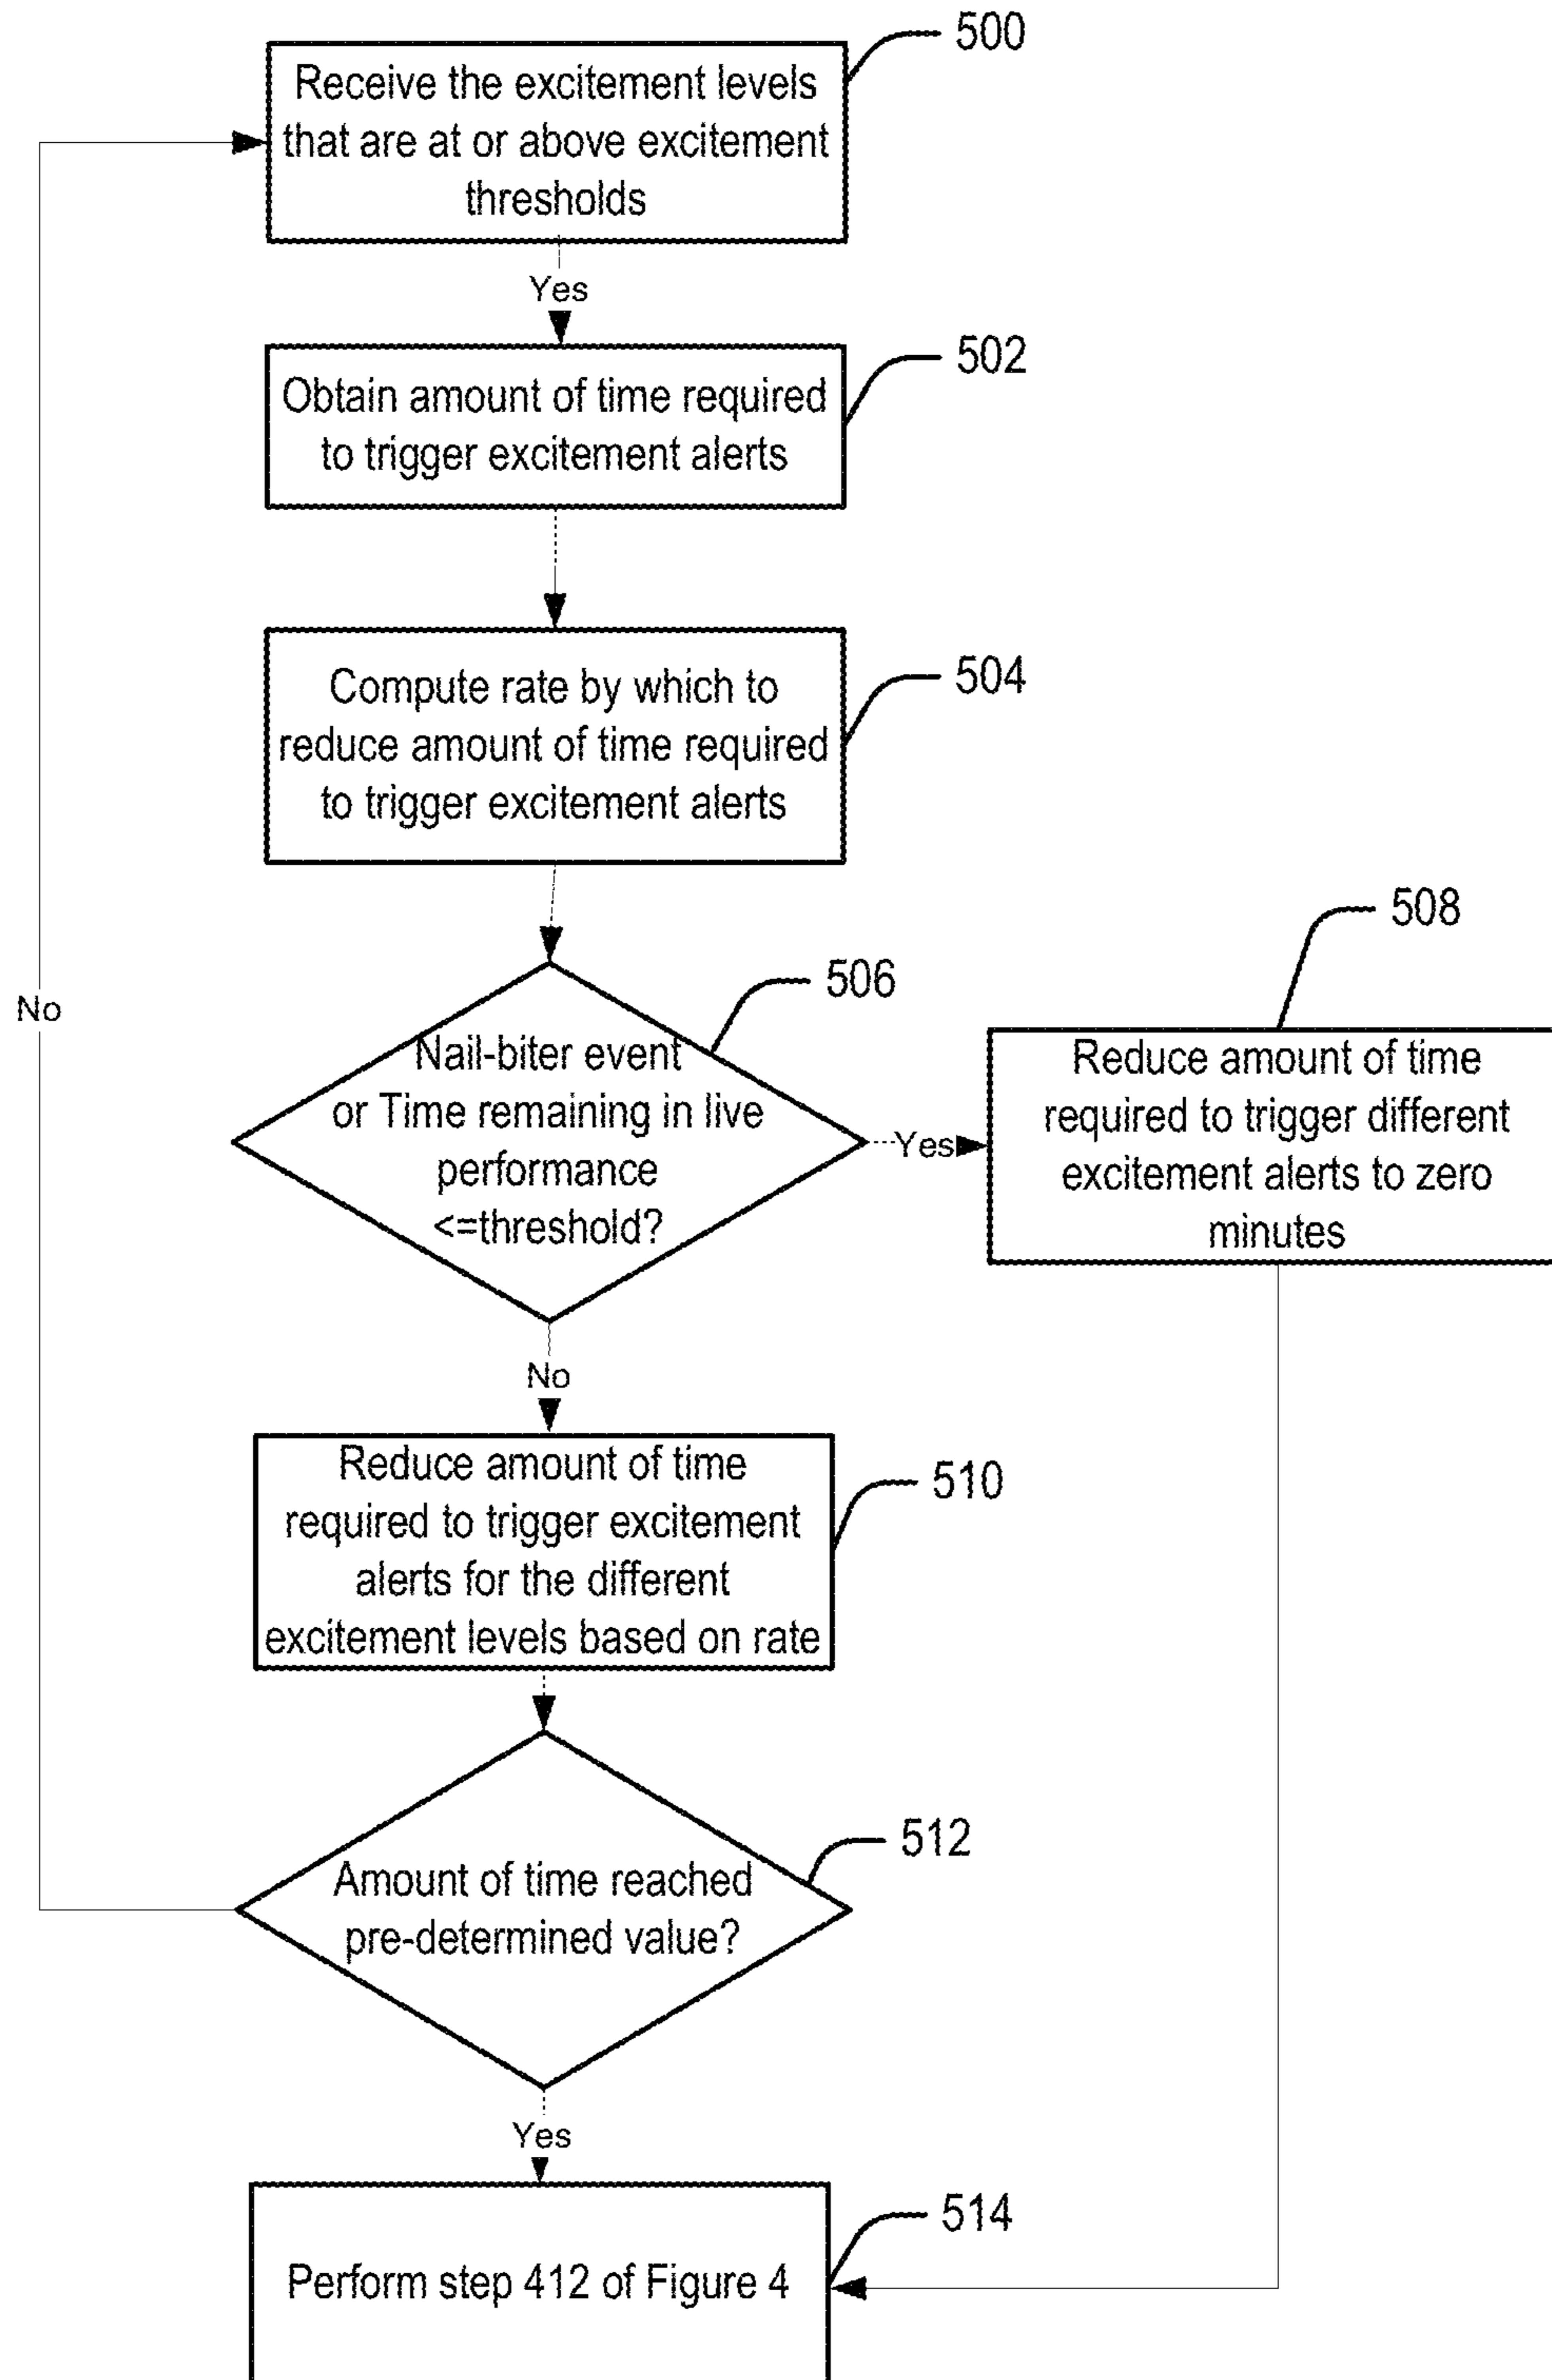 500
Receive the excitement levels
that are at or above excitement
thresholds
Yes
502
Obtain amount of time required
to trigger excitement alerts
504
Compute rate by which to
reduce amount of time required
to trigger excitement alerts
506
Nail-biter event
or Time remaining in live
performance
<=threshold?
Yes
508
Reduce amount of time
required to trigger different
excitement alerts to zero
minutes
No
No
510
Reduce amount of time
required to trigger excitement
alerts for the different
excitement levels based on rate
512
Amount of time reached
pre-determined value?
Yes
514
Perform step 412 of Figure 4